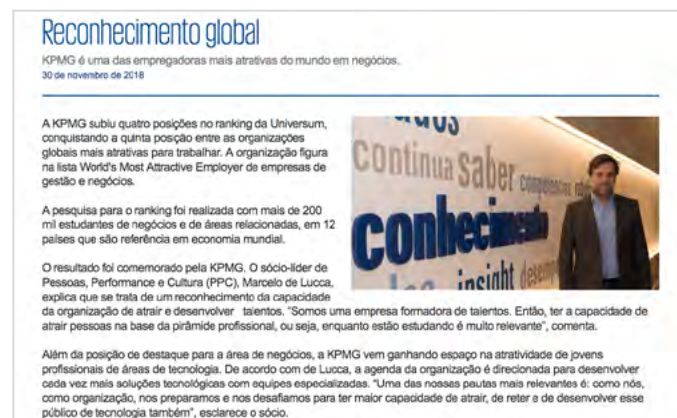 Reconhecimento global
KPMG é uma das empregadoras mais atrativas do mundo em negócios.
30 de novembro de 2018
A KPMG subiu quatro posições no ranking da Universum,
conquistando a quinta posição entre as organizações
globais mais atrativas para trabalhar. A organização figura
na lista World's Most Attractive Employer de empresas de
gestão e negócios.
A pesquisa para o ranking foi realizada com mais de 200
mil estudantes de negócios e de áreas relacionadas, em 12
países que são referência em economia mundial.
O resultado foi comemorado pela KPMG. O sócio-líder de
Pessoas, Performance e Cultura (PPC), Marcelo de Lucca,
explica que se trata de um reconhecimento da capacidade
da organização de atrair e desenvolver talentos. "Somos uma empresa formadora de talentos. Então, ter a capacidade de
atrair pessoas na base da pirâmide profissional, ou seja, enquanto estão estudando é muito relevante", comenta.
Além da posição de destaque para a área de negócios, a KPMG vem ganhando espaço na atratividade de jovens
profissionais de áreas de tecnologia. De acordo com de Lucca, a agenda da organização é direcionada para desenvolver
cada vez mais soluções tecnológicas com equipes especializadas. "Uma das nossas pautas mais relevantes é: como nós,
como organização, nos preparamos e nos desafiamos para ter maior capacidade de atrair, de reter e de desenvolver esse
público de tecnologia também", esclarece o sócio.
continua saber
conhecimento
insight